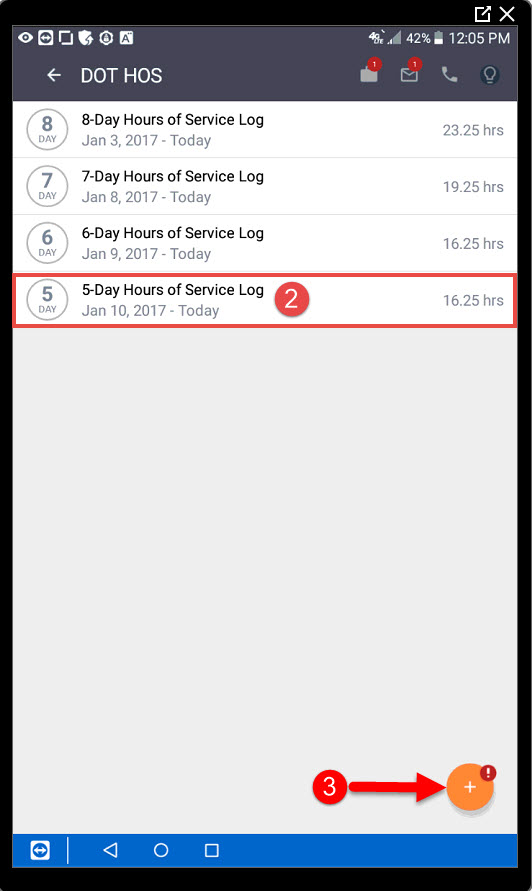 42% 12:05 PM
DOT HOS
1 1
8 DAY
8-Day Hours of Service Log
Jan 3, 2017 - Today
23.25 hrs
7 DAY
7-Day Hours of Service Log
Jan 8, 2017 - Today
19.25 hrs
6 DAY
6-Day Hours of Service Log
Jan 9, 2017 - Today
16.25 hrs
5 DAY
5-Day Hours of Service Log
Jan 10, 2017 - Today
16.25 hrs
2
3
+
!